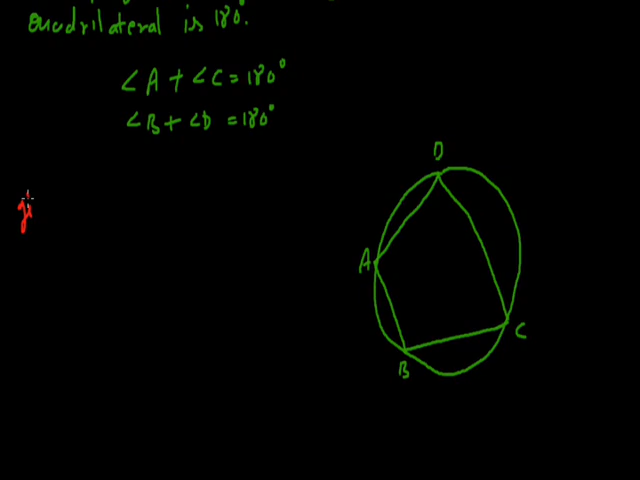 quadrilateral is 180°.
∠A + ∠C = 180°
∠B + ∠D = 180°
D
A
C
B